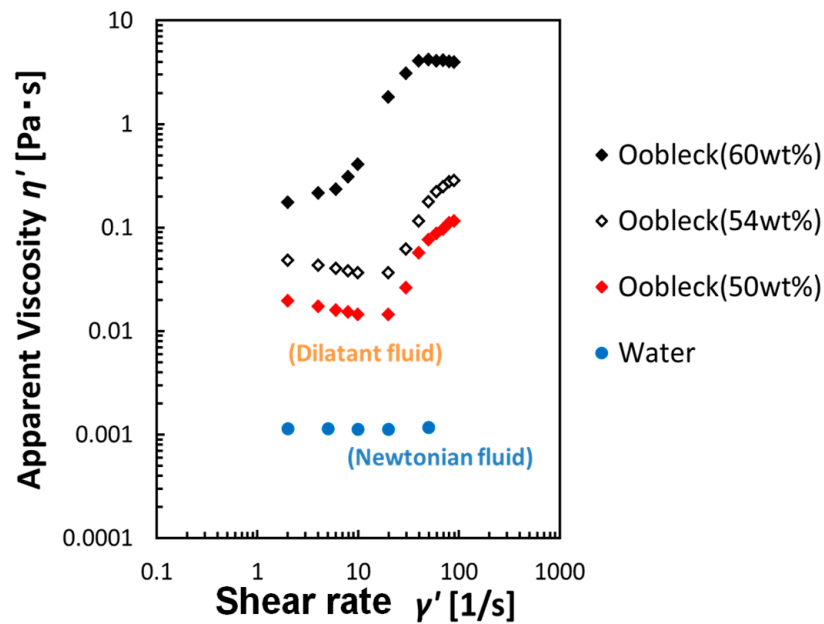 10
1
0.1
0.01
0.001
0.0001
0.1
1
10
100
1000
Apparent Viscosity η' [Pa・s]
Shear rate γ' [1/s]
(Dilatant fluid)
(Newtonian fluid)
Oobleck(60wt%)
Oobleck(54wt%)
Oobleck(50wt%)
Water